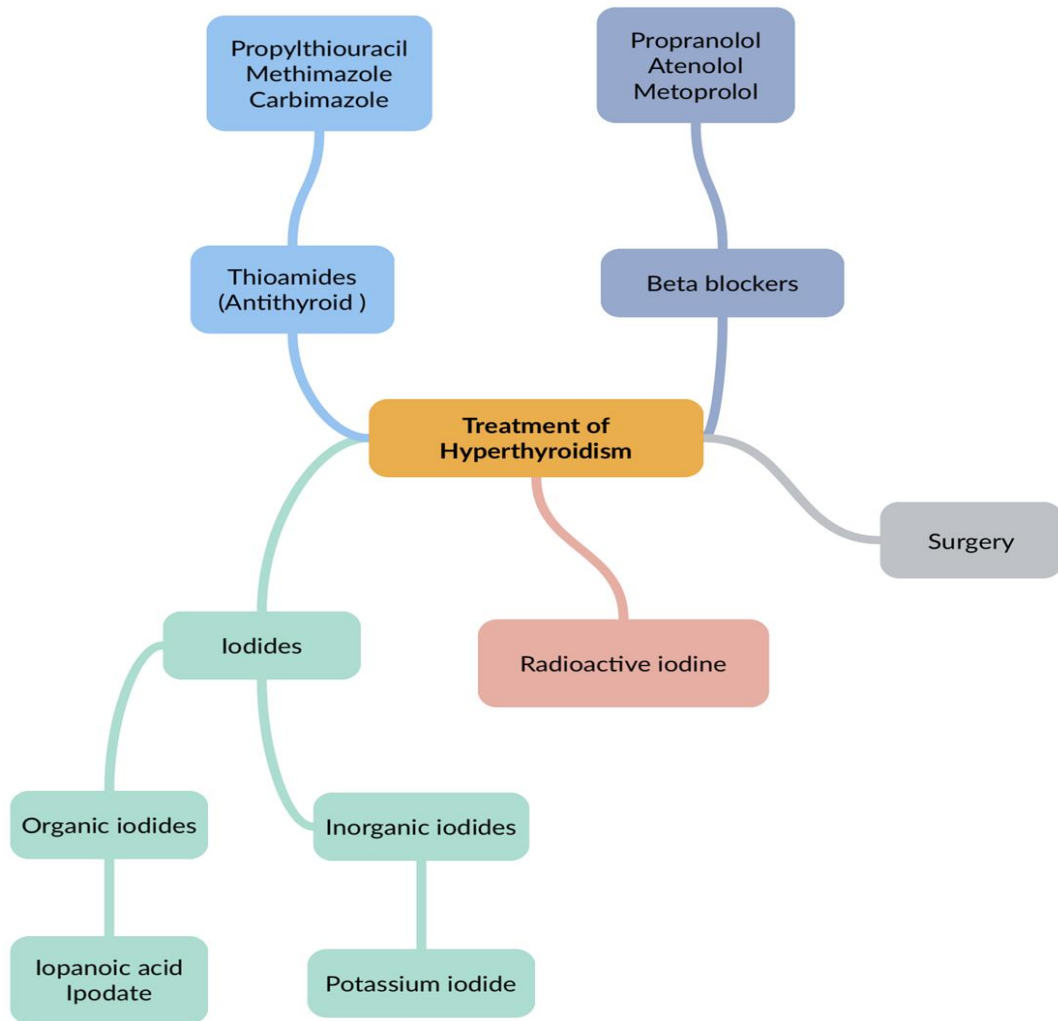 Propylthiouracil
Methimazole
Carbimazole
Propranolol
Atenolol
Metoprolol
Thioamides
(Antithyroid )
Beta blockers
Treatment of
Hyperthyroidism
Surgery
Iodides
Radioactive iodine
Organic iodides
Inorganic iodides
Iopanoic acid
Ipodate
Potassium iodide